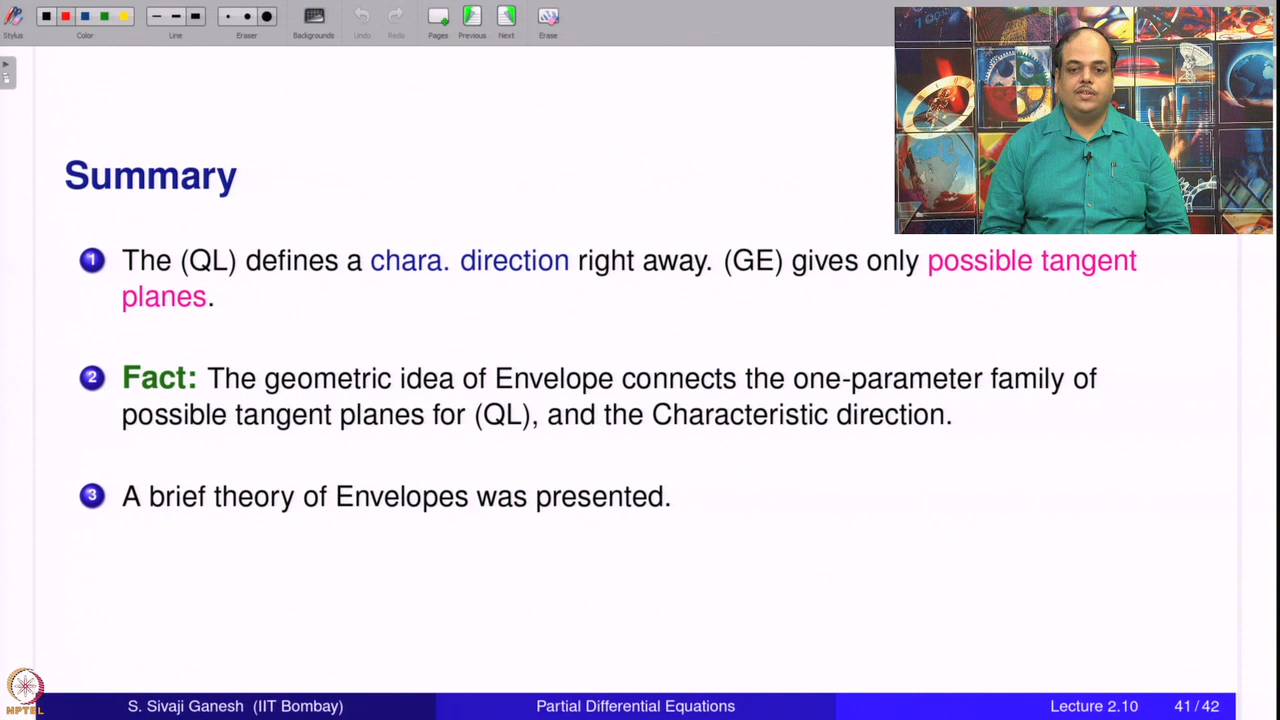 Stylus
Color
Line
Eraser
Backgrounds
Undo
Redo
Pages
Previous
Next
Erase
Summary
1 The (QL) defines a chara. direction right away. (GE) gives only possible tangent
planes.
2 Fact: The geometric idea of Envelope connects the one-parameter family of
possible tangent planes for (QL), and the Characteristic direction.
3 A brief theory of Envelopes was presented.
NPTEL
S. Sivaji Ganesh (IIT Bombay)
Partial Differential Equations
Lecture 2.10
41 / 42